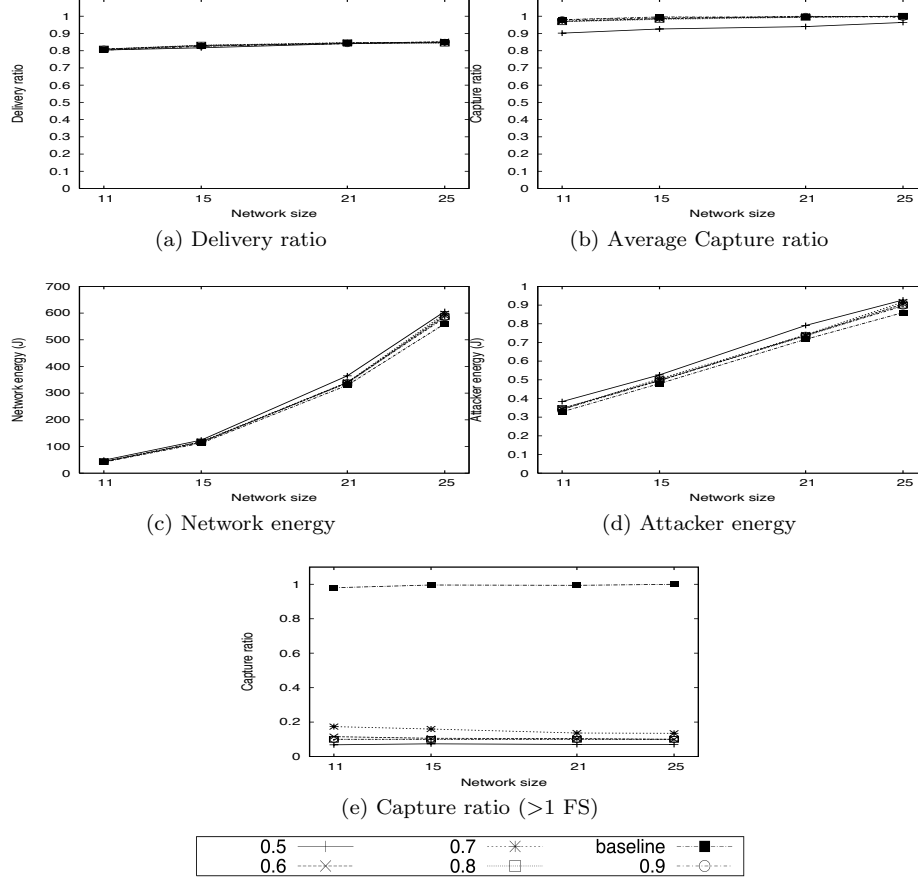 1
0.9
0.8
0.7
0.6
0.5
0.4
0.3
0.2
0.1
0
Delivery ratio
11 15 21 25
Network size
(a) Delivery ratio
1
0.9
0.8
0.7
0.6
0.5
0.4
0.3
0.2
0.1
0
Capture ratio
11 15 21 25
Network size
(b) Average Capture ratio
700
600
500
400
300
200
100
0
Network energy (J)
11 15 21 25
Network size
(c) Network energy
1
0.9
0.8
0.7
0.6
0.5
0.4
0.3
0.2
0.1
0
Attacker energy (J)
11 15 21 25
Network size
(d) Attacker energy
1
0.8
0.6
0.4
0.2
0
Capture ratio
11 15 21 25
Network size
(e) Capture ratio (>1 FS)
0.5 0.7 baseline
0.6 0.8 0.9